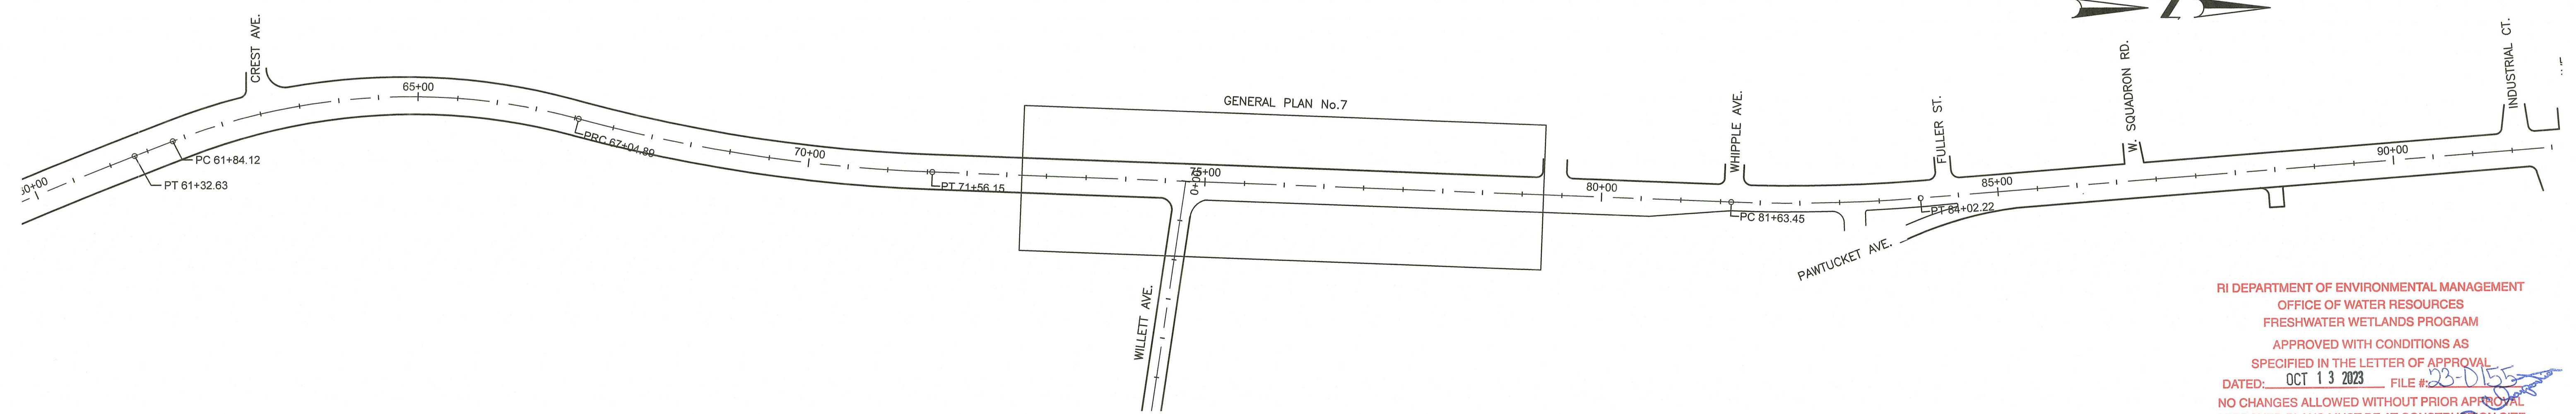 CREST AVE.
65+00
GENERAL PLAN No.7
WHIPPLE AVE.
FULLER ST.
W. SQUADRON RD.
INDUSTRIAL CT.
PRC 67+04.89
PC 61+84.12
PT 61+32.63
70+00
PT 71+56.15
75+00
0+00
80+00
PC 81+63.45
85+00
PT 84+02.22
90+00
PAWTUCKET AVE.
WILLETT AVE.
RI DEPARTMENT OF ENVIRONMENTAL MANAGEMENT
OFFICE OF WATER RESOURCES
FRESHWATER WETLANDS PROGRAM
APPROVED WITH CONDITIONS AS
SPECIFIED IN THE LETTER OF APPROVAL
DATED: OCT 13 2023 FILE #: 23-0155
NO CHANGES ALLOWED WITHOUT PRIOR APPROVAL